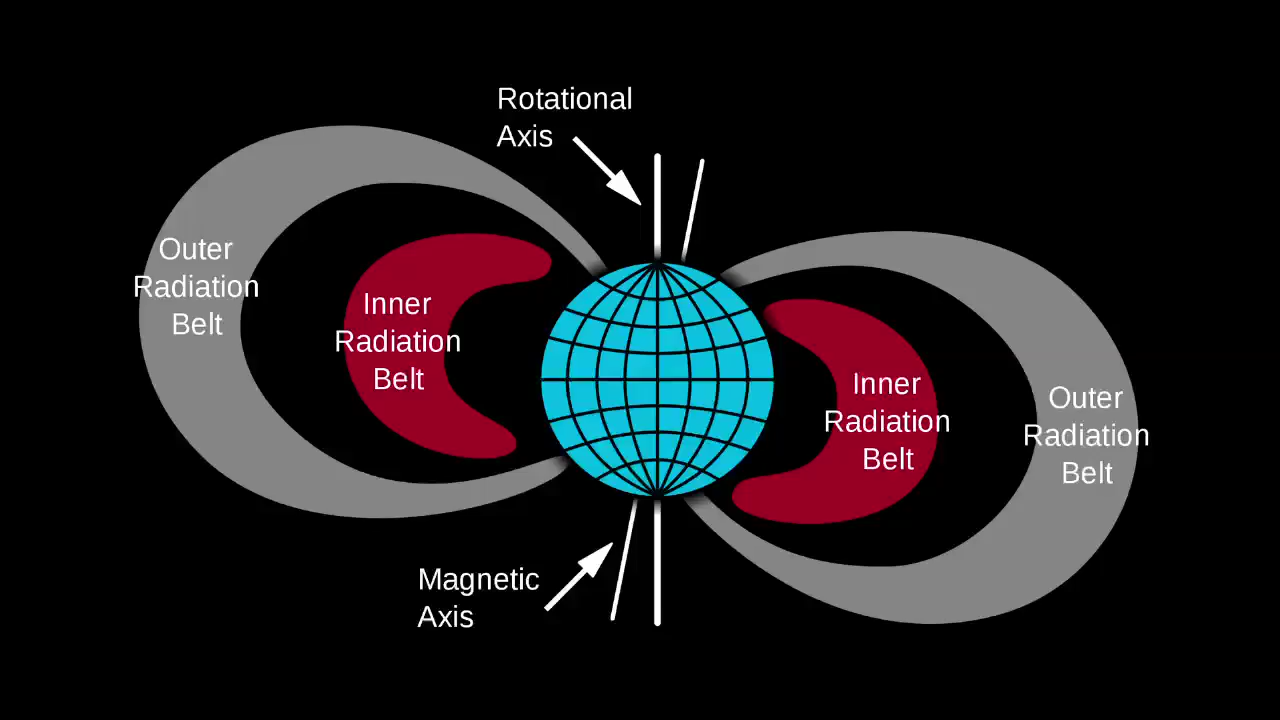 Rotational
Axis
Outer
Radiation
Belt
Inner
Radiation
Belt
Inner
Radiation
Belt
Outer
Radiation
Belt
Magnetic
Axis